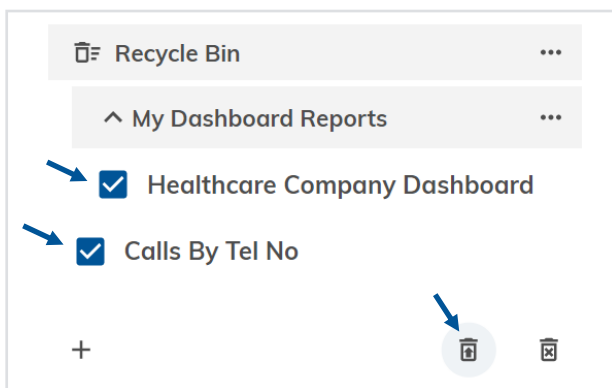 Recycle Bin
My Dashboard Reports
Healthcare Company Dashboard
Calls By Tel No